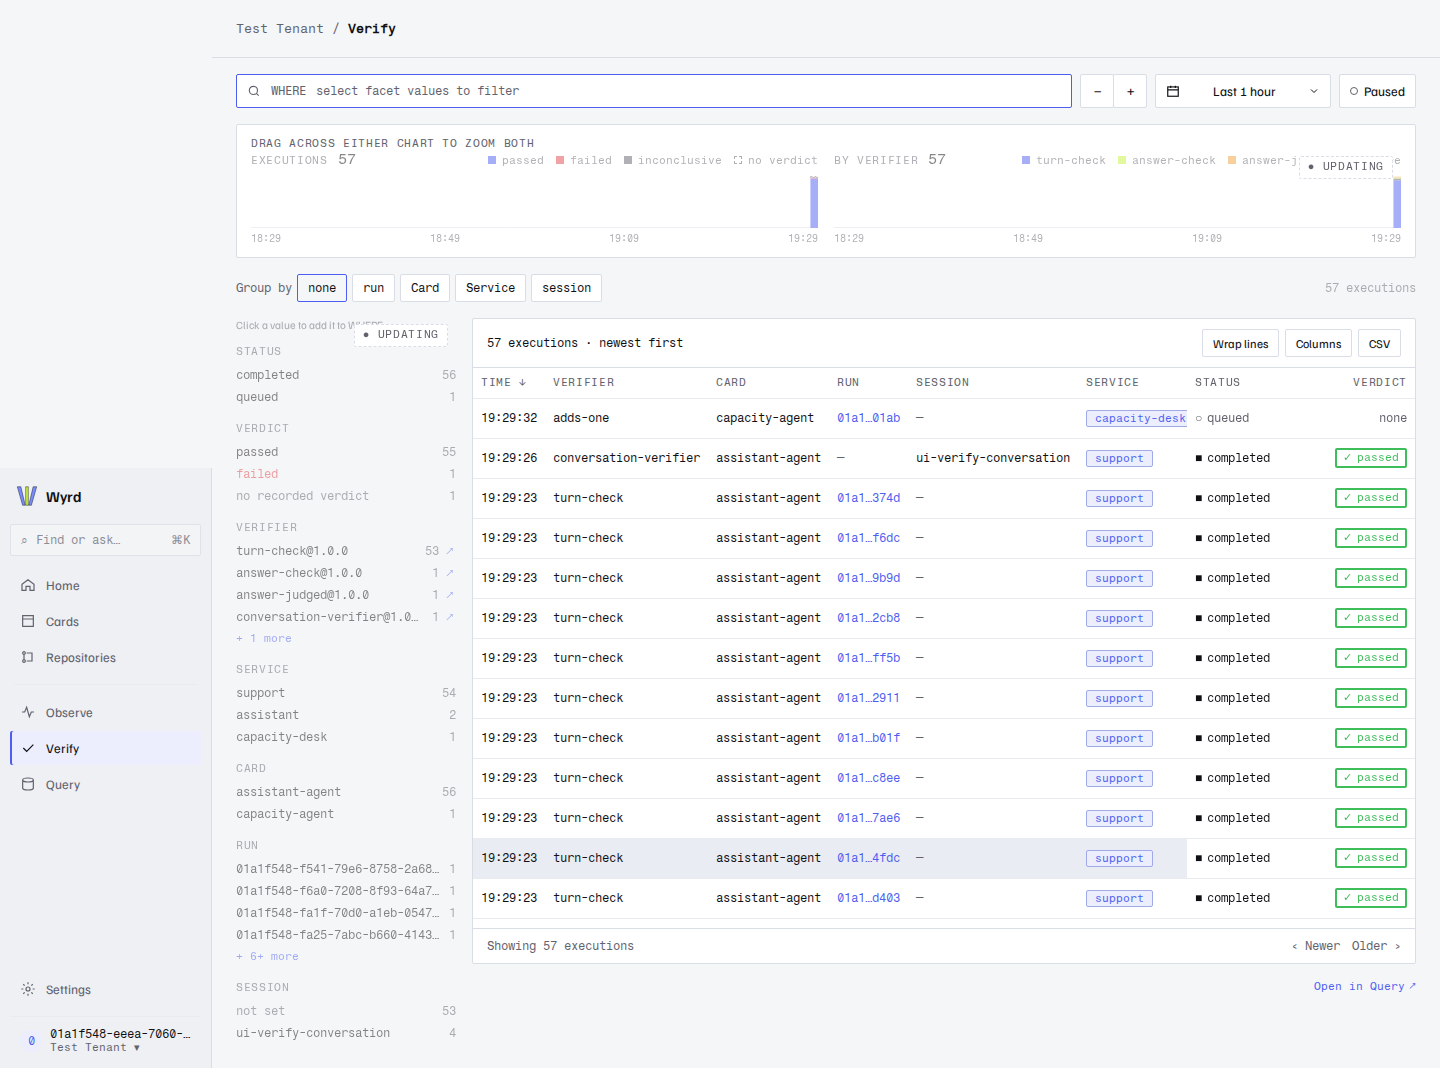 Test Tenant / Verify
WHERE select facet values to filter
− + Last 1 hour Paused
DRAG ACROSS EITHER CHART TO ZOOM BOTH
EXECUTIONS 57 passed failed inconclusive no verdict
18:29 18:49 19:09 19:29
BY VERIFIER 57 turn-check answer-check
UPDATING
18:29 18:49 19:09 19:29
Group by none run Card Service session
57 executions
Click a value to add it to
UPDATING
STATUS
completed 56
queued 1
VERDICT
passed 55
failed 1
no recorded verdict 1
VERIFIER
turn-check@1.0.0 53 ↗
answer-check@1.0.0 1 ↗
answer-judged@1.0.0 1 ↗
conversation-verifier@1.0… 1 ↗
+ 1 more
SERVICE
support 54
assistant 2
capacity-desk 1
CARD
assistant-agent 56
capacity-agent 1
RUN
01a1f548-f541-79e6-8758-2a68… 1
01a1f548-f6a0-7208-8f93-64a7… 1
01a1f548-fa1f-70d0-a1eb-0547… 1
01a1f548-fa25-7abc-b660-4143… 1
+ 6+ more
SESSION
not set 53
ui-verify-conversation 4
57 executions · newest first
Wrap lines Columns CSV
TIME ↓ VERIFIER CARD RUN SESSION SERVICE STATUS VERDICT
19:29:32 adds-one capacity-agent 01a1…01ab — capacity-desk ○ queued none
19:29:26 conversation-verifier assistant-agent — ui-verify-conversation support ■ completed ✓ passed
19:29:23 turn-check assistant-agent 01a1…374d — support ■ completed ✓ passed
19:29:23 turn-check assistant-agent 01a1…f6dc — support ■ completed ✓ passed
19:29:23 turn-check assistant-agent 01a1…9b9d — support ■ completed ✓ passed
19:29:23 turn-check assistant-agent 01a1…2cb8 — support ■ completed ✓ passed
19:29:23 turn-check assistant-agent 01a1…ff5b — support ■ completed ✓ passed
19:29:23 turn-check assistant-agent 01a1…2911 — support ■ completed ✓ passed
19:29:23 turn-check assistant-agent 01a1…b01f — support ■ completed ✓ passed
19:29:23 turn-check assistant-agent 01a1…c8ee — support ■ completed ✓ passed
19:29:23 turn-check assistant-agent 01a1…7ae6 — support ■ completed ✓ passed
19:29:23 turn-check assistant-agent 01a1…4fdc — support ■ completed ✓ passed
19:29:23 turn-check assistant-agent 01a1…d403 — support ■ completed ✓ passed
Showing 57 executions
‹ Newer Older ›
Open in Query ↗
Wyrd
Find or ask… ⌘K
Home
Cards
Repositories
Observe
Verify
Query
Settings
0 01a1f548-eeea-7060-…
Test Tenant ▾